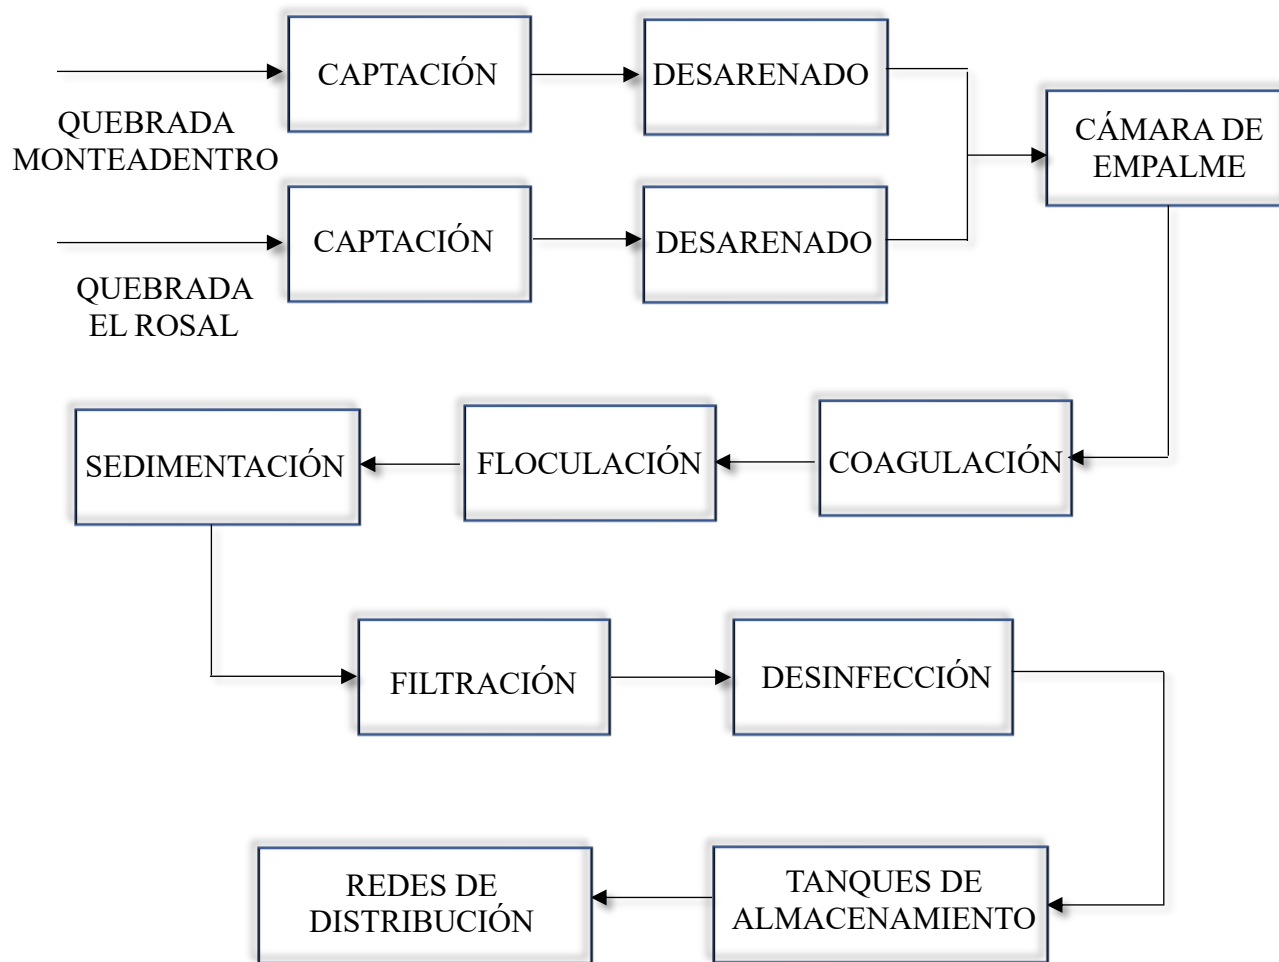 CAPTACIÓN
DESARENADO
QUEBRADA
MONTEADENTRO
CÁMARA DE
EMPALME
CAPTACIÓN
DESARENADO
QUEBRADA
EL ROSAL
SEDIMENTACIÓN
FLOCULACIÓN
COAGULACIÓN
FILTRACIÓN
DESINFECCIÓN
REDES DE
DISTRIBUCIÓN
TANQUES DE
ALMACENAMIENTO